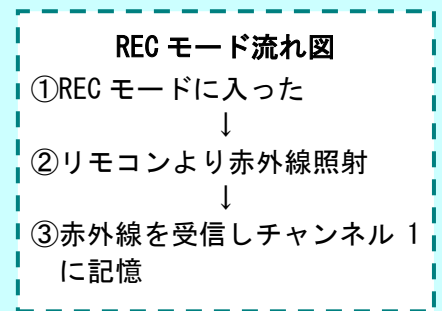 REC モード流れ図
①REC モードに入った
↓
②リモコンより赤外線照射
↓
③赤外線を受信しチャンネル 1
に記憶